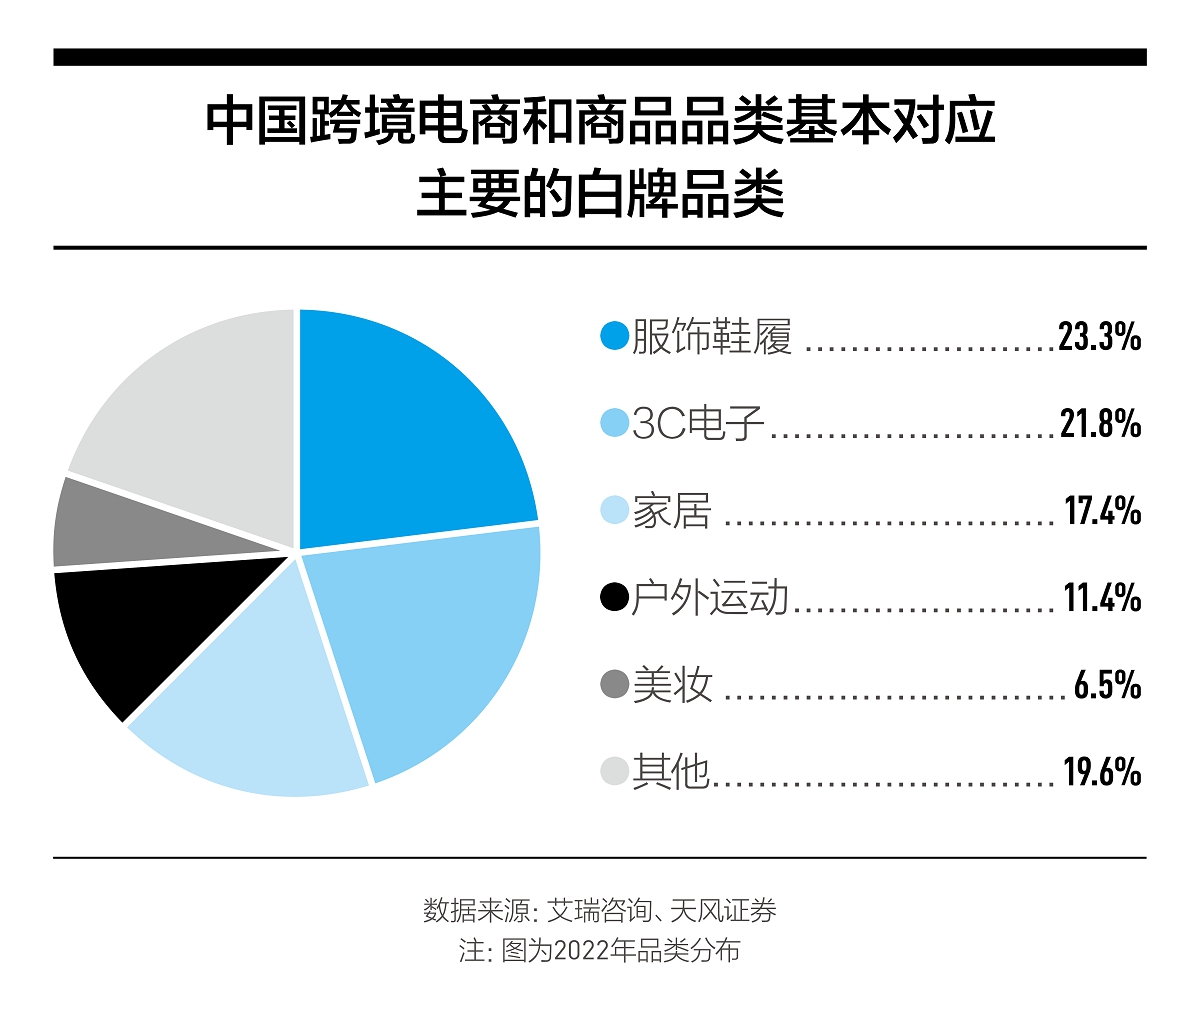 中国跨境电商和商品品类基本对应
主要的白牌品类
服饰鞋履 ......................23.3%
3C电子.........................21.8%
家居 ............................. 17.4%
户外运动....................... 11.4%
美妆 .............................. 6.5%
其他.............................. 19.6%
数据来源：艾瑞咨询、天风证券
注：图为2022年品类分布